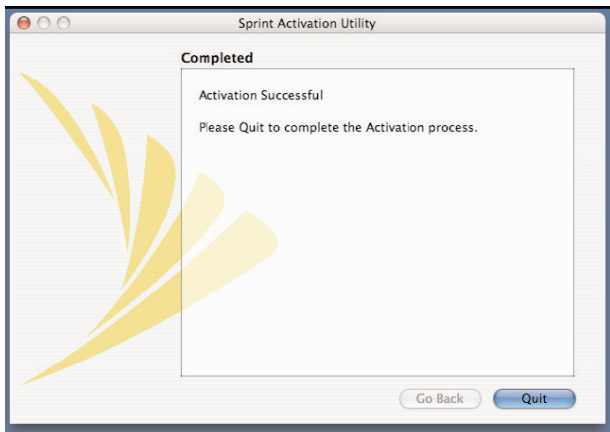 Sprint Activation Utility
Completed
Activation Successful
Please Quit to complete the Activation process.
Go Back
Quit